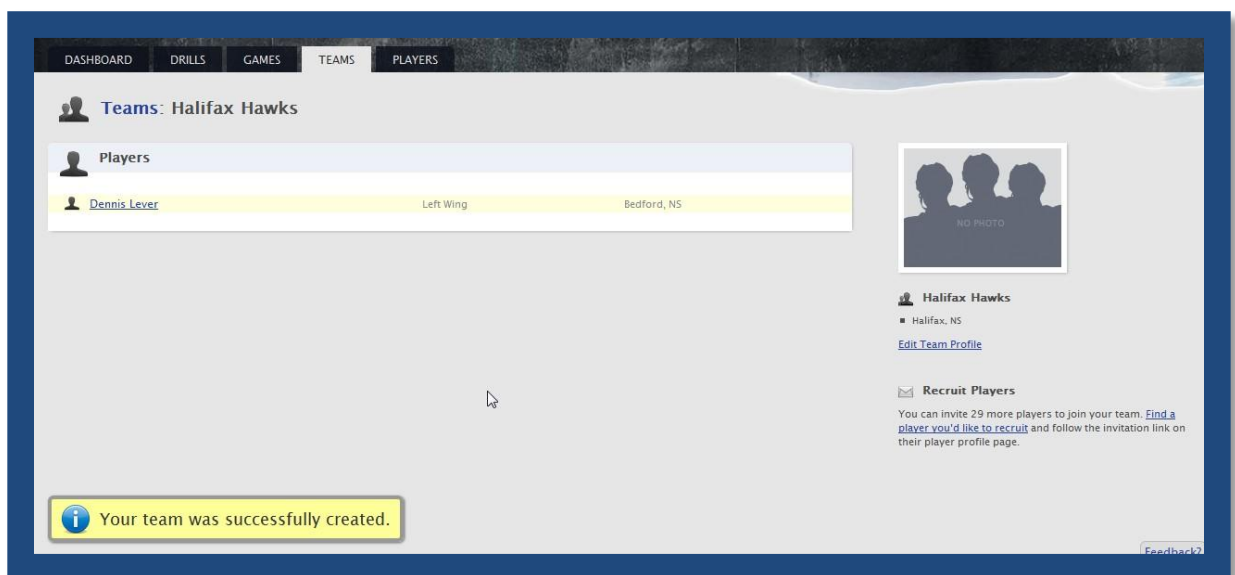 DASHBOARD DRILLS GAMES TEAMS PLAYERS
Teams: Halifax Hawks
Players
Dennis Lever Left Wing Bedford, NS
NO PHOTO
Halifax Hawks
Halifax, NS
Edit Team Profile
Recruit Players
You can invite 29 more players to join your team. Find a
player you'd like to recruit and follow the invitation link on
their player profile page.
Your team was successfully created.
Feedback?